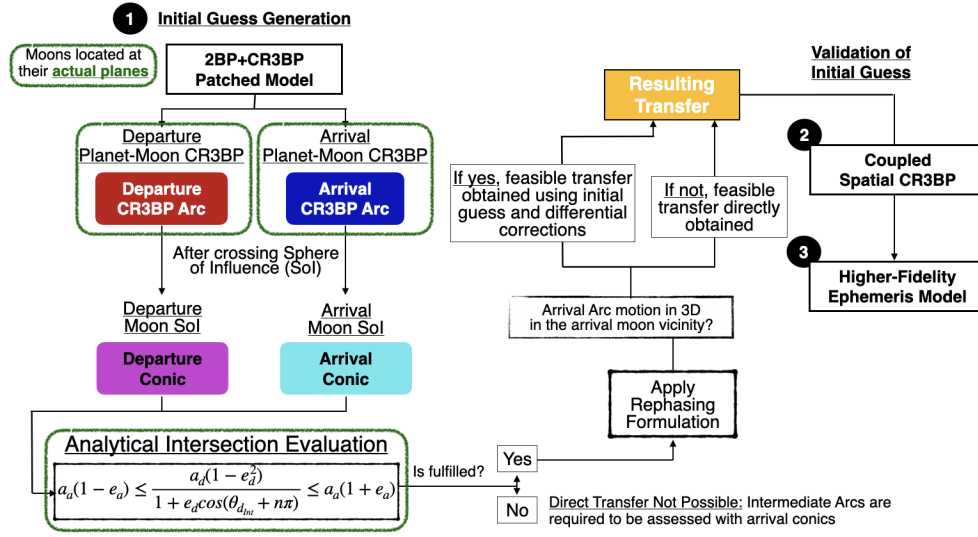 1 Initial Guess Generation
Moons located at
their actual planes
2BP+CR3BP
Patched Model
Departure
Planet-Moon CR3BP
Departure
CR3BP Arc
Arrival
Planet-Moon CR3BP
Arrival
CR3BP Arc
After crossing Sphere
of Influence (SoI)
Departure
Moon SoI
Departure
Conic
Arrival
Moon SoI
Arrival
Conic
Analytical Intersection Evaluation
a_a(1 − e_a) ≤ a_d(1 − e_d^2) / 1 + e_d cos(θ_{d_{Int}} + nπ) ≤ a_a(1 + e_a)
Is fulfilled?
Yes
No
Direct Transfer Not Possible: Intermediate Arcs are
required to be assessed with arrival conics
Apply
Rephasing
Formulation
Arrival Arc motion in 3D
in the arrival moon vicinity?
If yes, feasible transfer
obtained using initial
guess and differential
corrections
If not, feasible
transfer directly
obtained
Resulting
Transfer
Validation of
Initial Guess
2
Coupled
Spatial CR3BP
3
Higher-Fidelity
Ephemeris Model